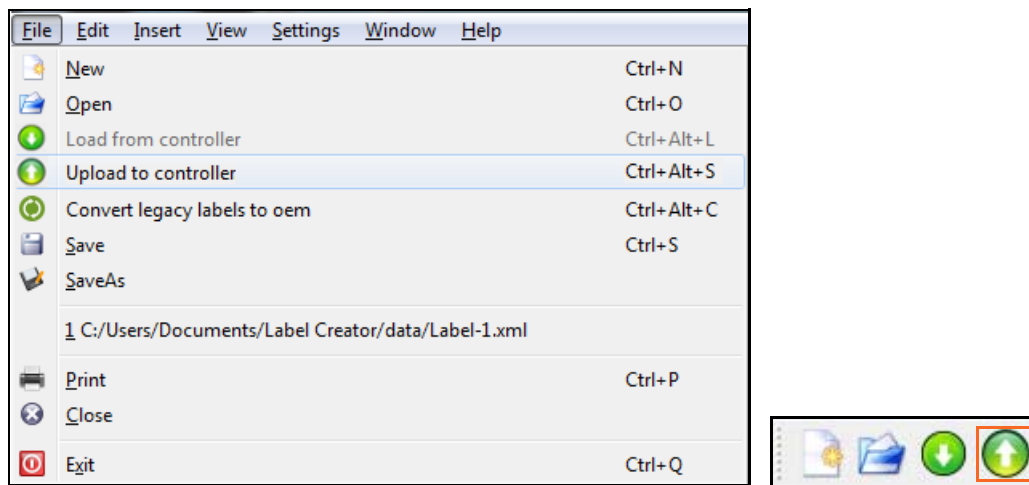 File Edit Insert View Settings Window Help
New Ctrl+N
Open Ctrl+O
Load from controller Ctrl+Alt+L
Upload to controller Ctrl+Alt+S
Convert legacy labels to oem Ctrl+Alt+C
Save Ctrl+S
SaveAs
1 C:/Users/Documents/Label Creator/data/Label-1.xml
Print Ctrl+P
Close
Exit Ctrl+Q